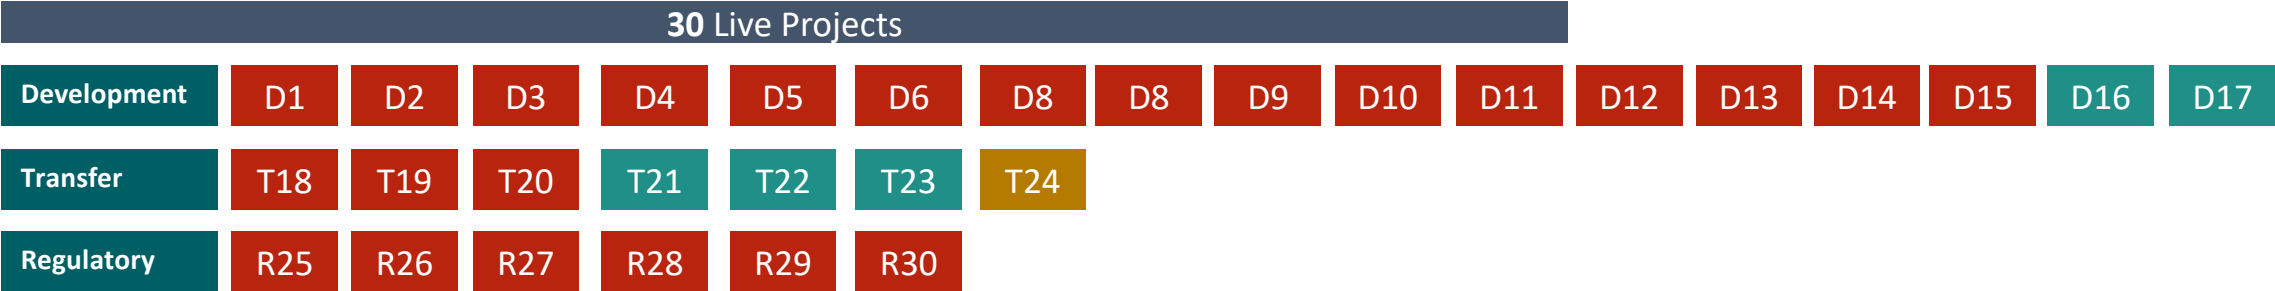 30 Live Projects
Development D1 D2 D3 D4 D5 D6 D8 D8 D9 D10 D11 D12 D13 D14 D15 D16 D17
Transfer T18 T19 T20 T21 T22 T23 T24
Regulatory R25 R26 R27 R28 R29 R30